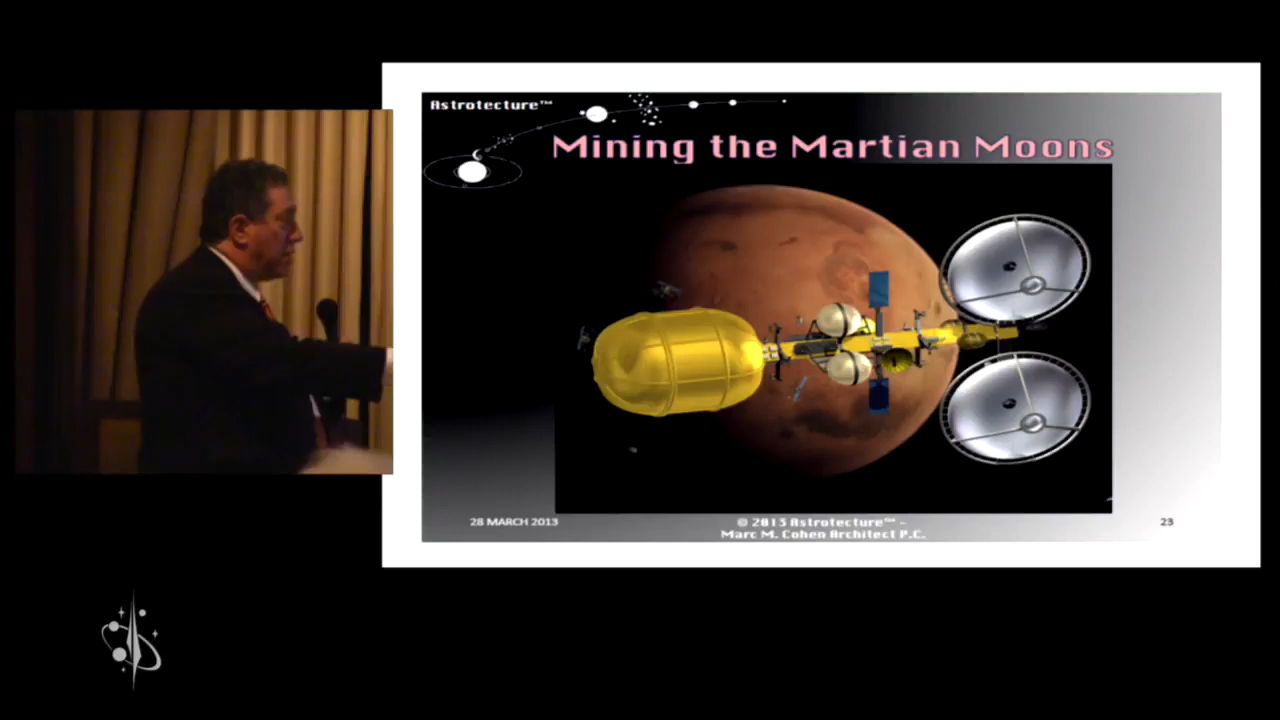 Astrotecture™
Mining the Martian Moons
28 MARCH 2013
© 2013 Astrotecture™ –
Marc M. Cohen Architect P.C.
23